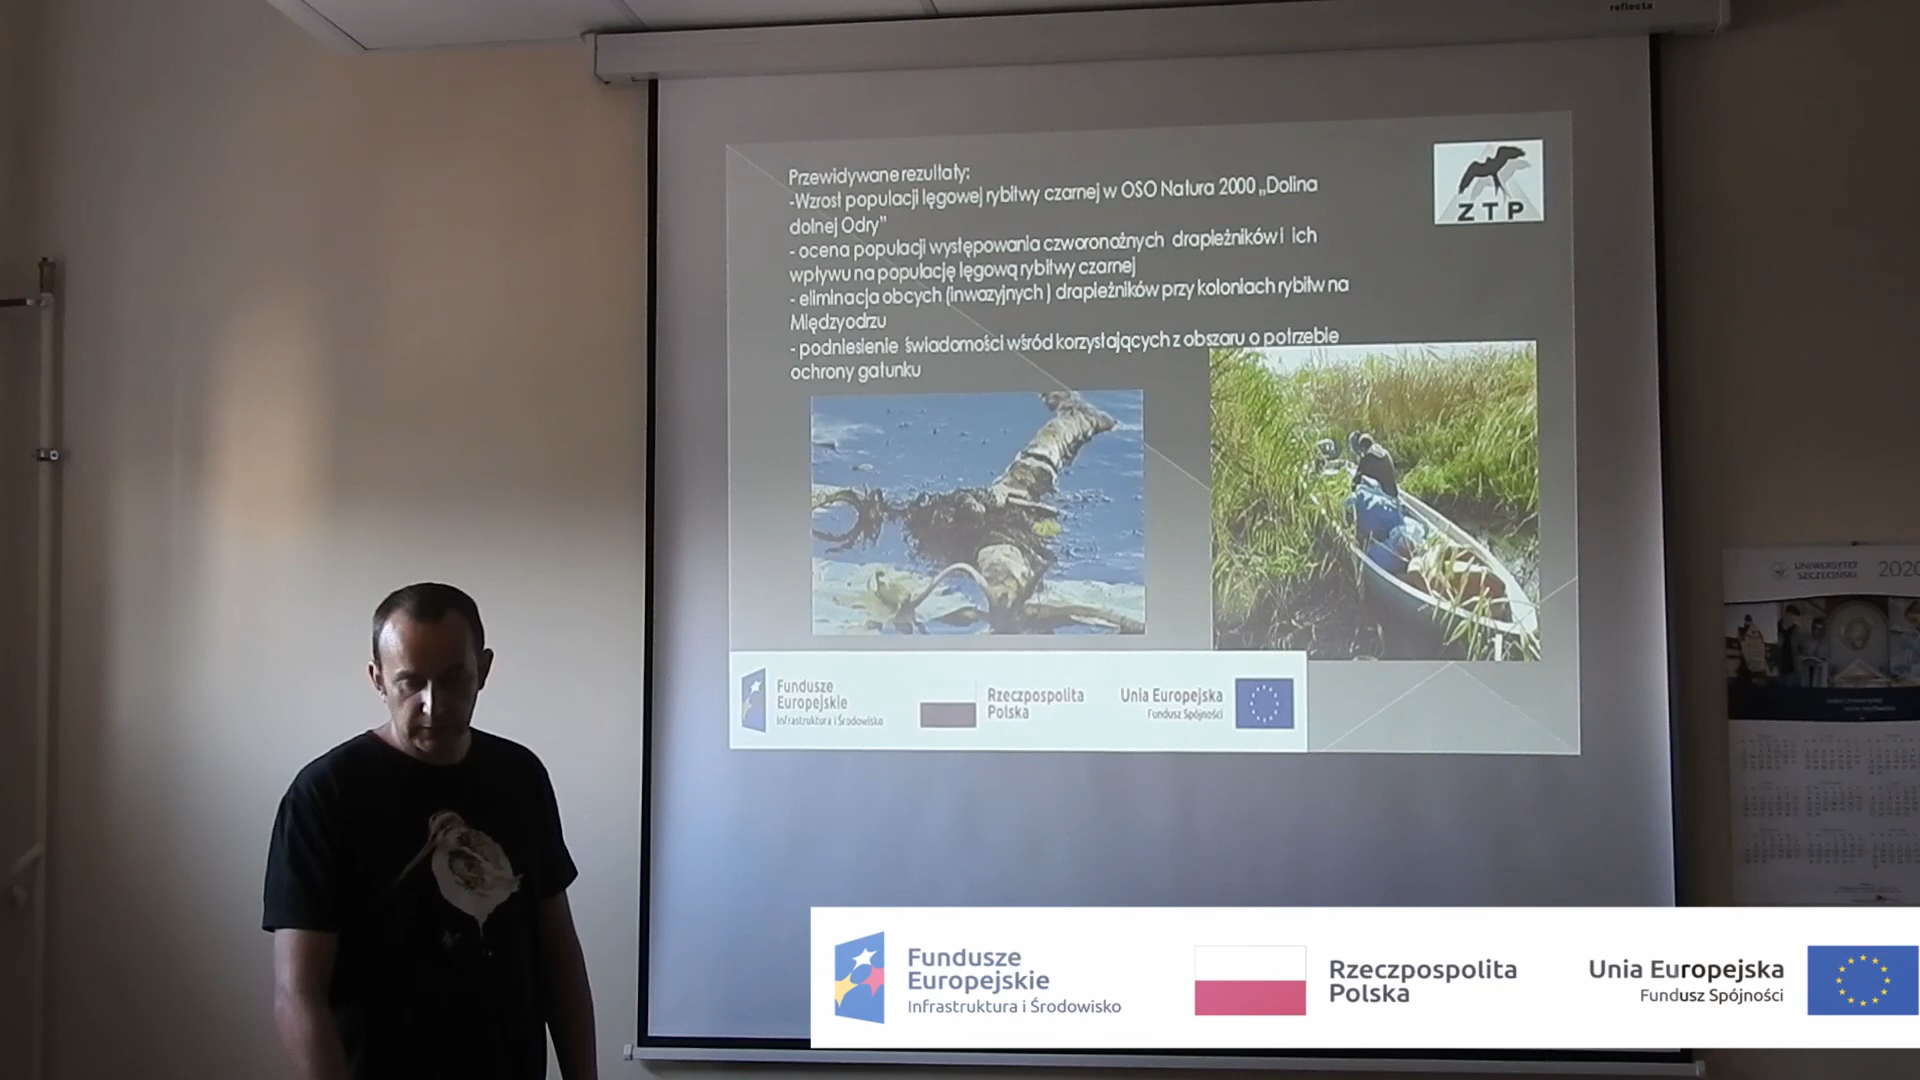 reflecta
Przewidywane rezultaty:
-Wzrost populacji lęgowej rybitwy czarnej w OSO Natura 2000 „Dolina
dolnej Odry”
- ocena populacji występowania czworonożnych drapieżników i ich
wpływu na populację lęgową rybitwy czarnej
- eliminacja obcych (inwazyjnych ) drapieżników przy koloniach rybitw na
Międzyodrzu
- podniesienie świadomości wśród korzystających z obszaru o potrzebie
ochrony gatunku
ZTP
Fundusze
Europejskie
Infrastruktura i Środowisko
Rzeczpospolita
Polska
Unia Europejska
Fundusz Spójności
UNIWERSYTET
SZCZECIŃSKI
2020
Fundusze
Europejskie
Infrastruktura i Środowisko
Rzeczpospolita
Polska
Unia Europejska
Fundusz Spójności